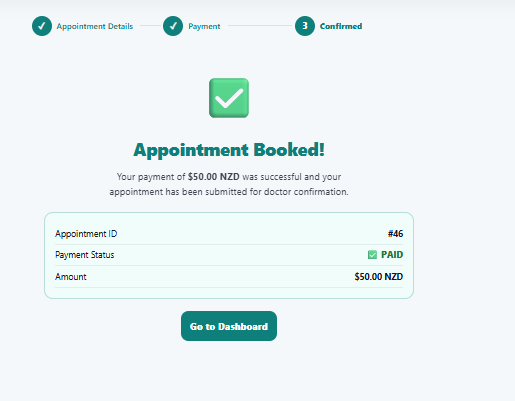 ✓ Appointment Details ✓ Payment 3 Confirmed
Appointment Booked!
Your payment of $50.00 NZD was successful and your
appointment has been submitted for doctor confirmation.
Appointment ID #46
Payment Status ✅ PAID
Amount $50.00 NZD
Go to Dashboard